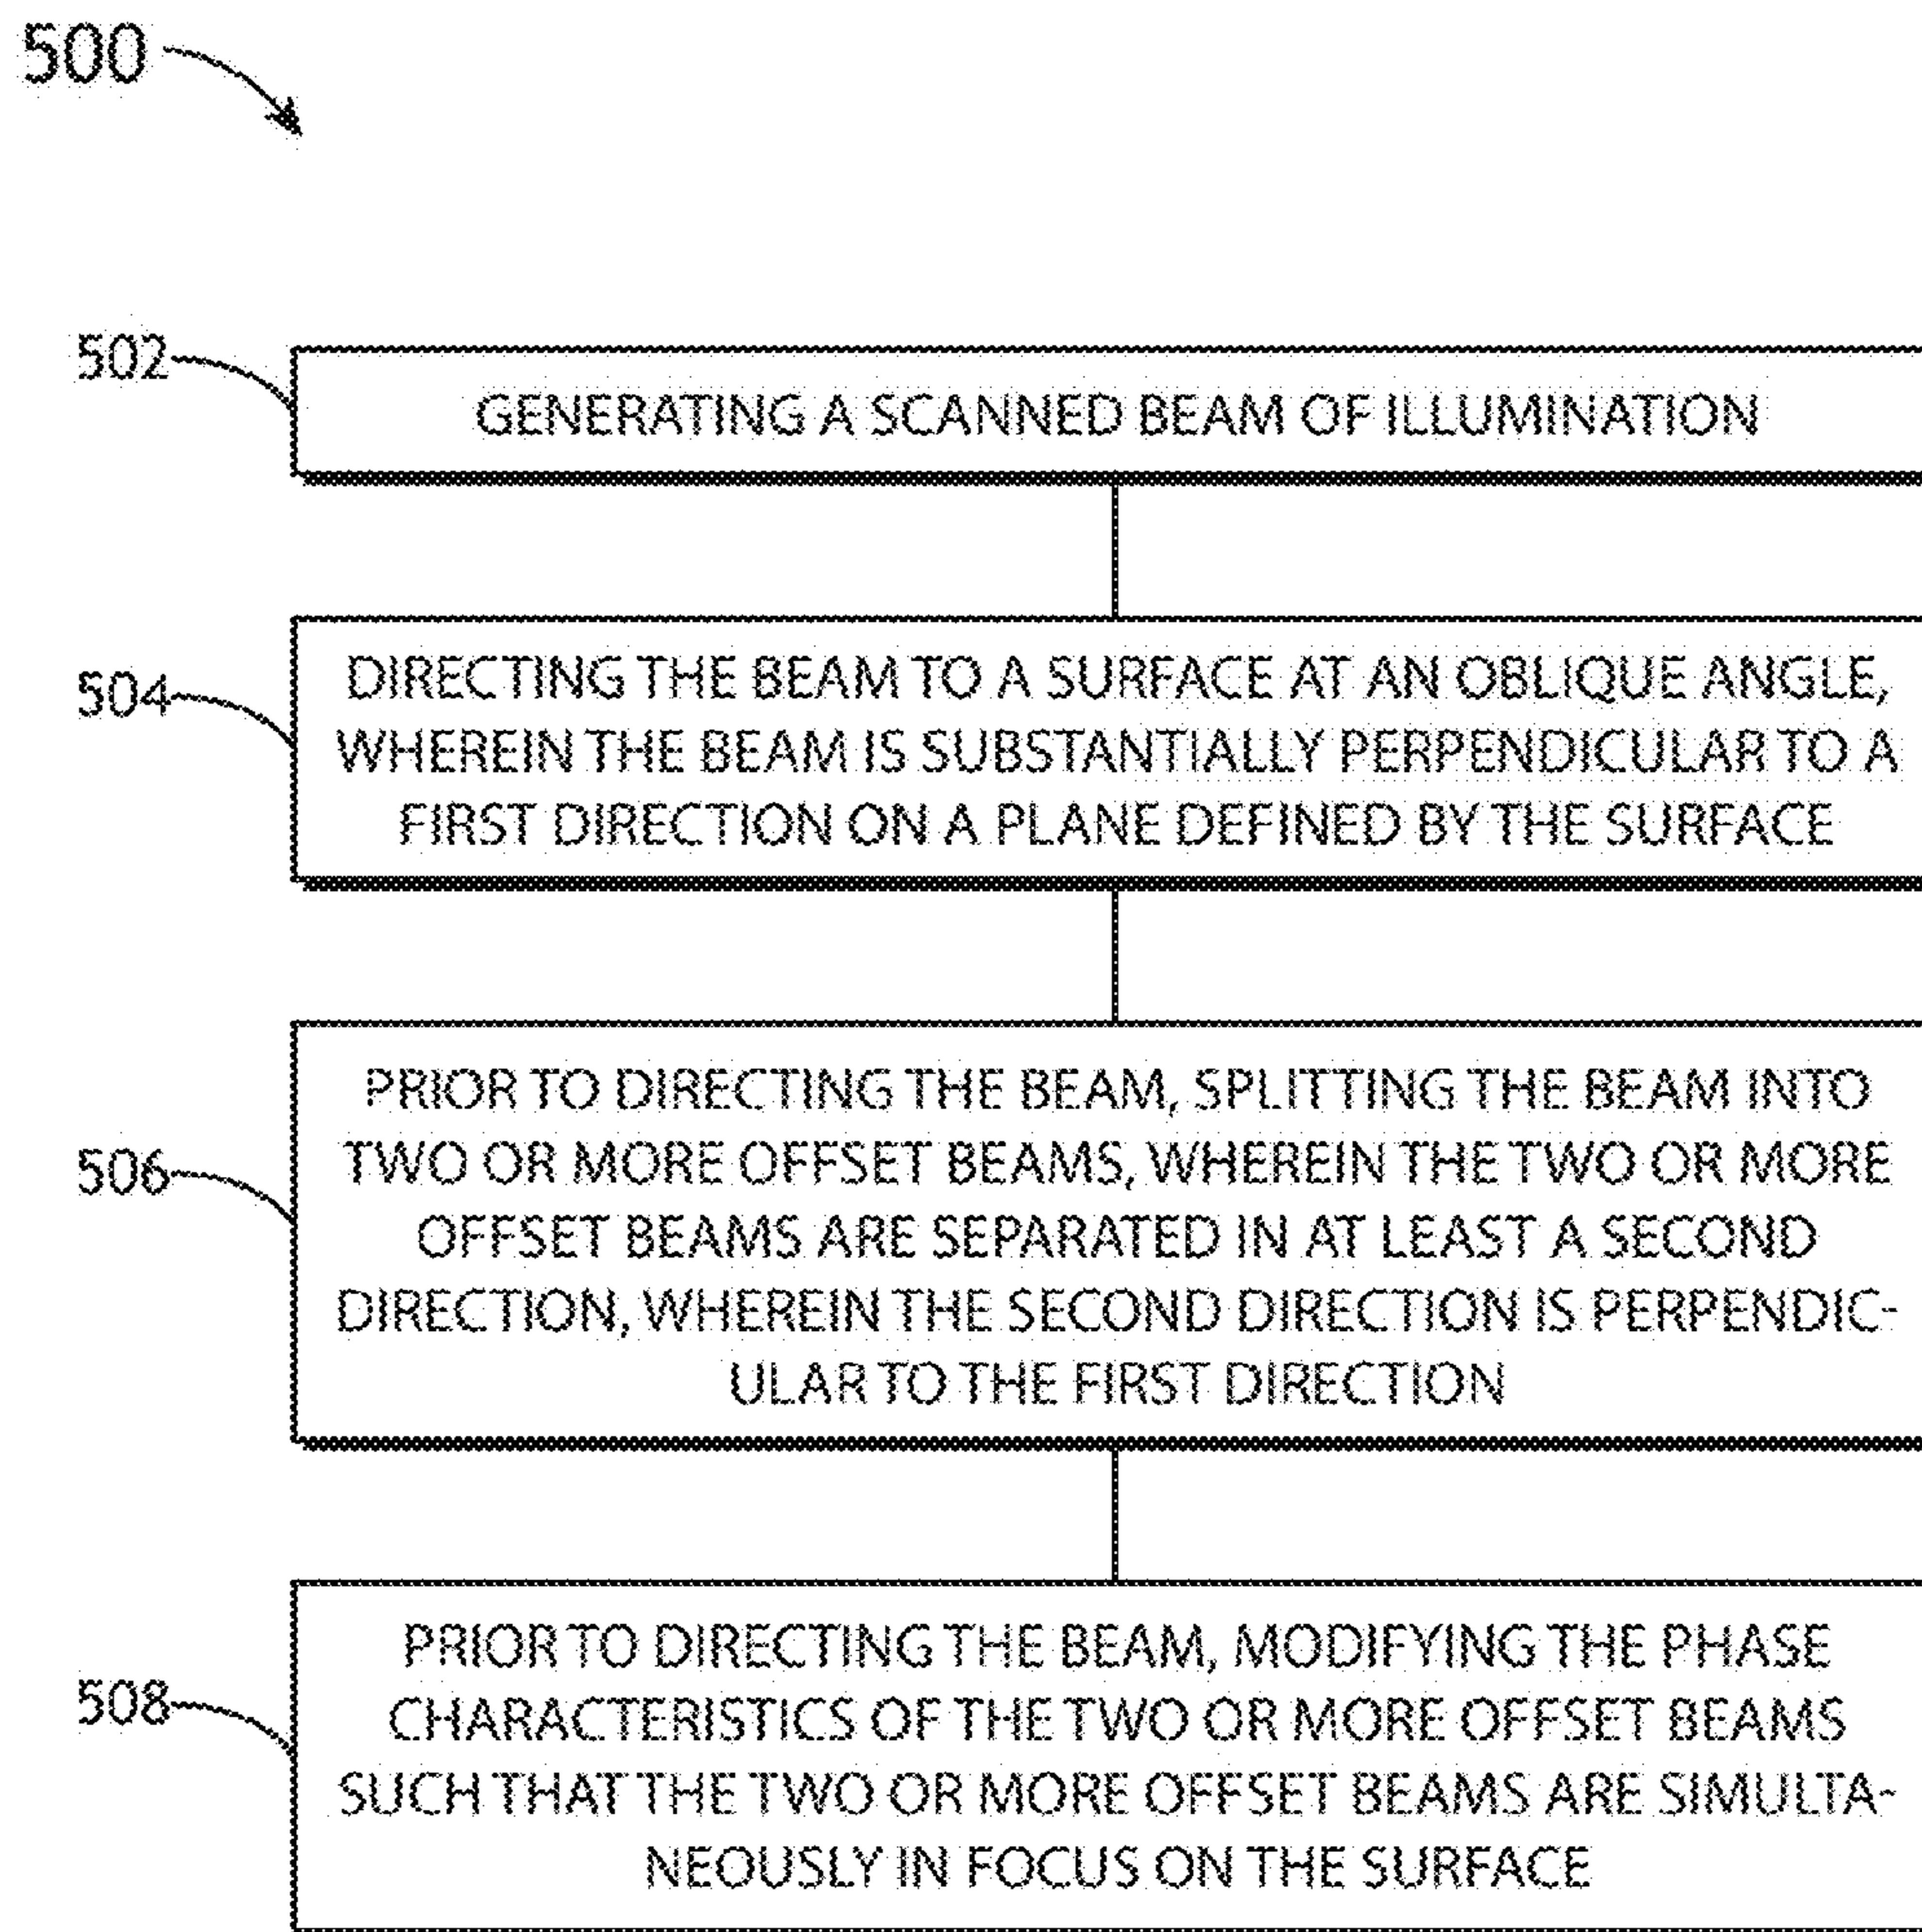 500
502
GENERATING A SCANNED BEAM OF ILLUMINATION
504
DIRECTING THE BEAM TO A SURFACE AT AN OBLIQUE ANGLE,
WHEREIN THE BEAM IS SUBSTANTIALLY PERPENDICULAR TO A
FIRST DIRECTION ON A PLANE DEFINED BY THE SURFACE
506
PRIOR TO DIRECTING THE BEAM, SPLITTING THE BEAM INTO
TWO OR MORE OFFSET BEAMS, WHEREIN THE TWO OR MORE
OFFSET BEAMS ARE SEPARATED IN AT LEAST A SECOND
DIRECTION, WHEREIN THE SECOND DIRECTION IS PERPENDIC-
ULAR TO THE FIRST DIRECTION
508
PRIOR TO DIRECTING THE BEAM, MODIFYING THE PHASE
CHARACTERISTICS OF THE TWO OR MORE OFFSET BEAMS
SUCH THAT THE TWO OR MORE OFFSET BEAMS ARE SIMULTA-
NEOUSLY IN FOCUS ON THE SURFACE